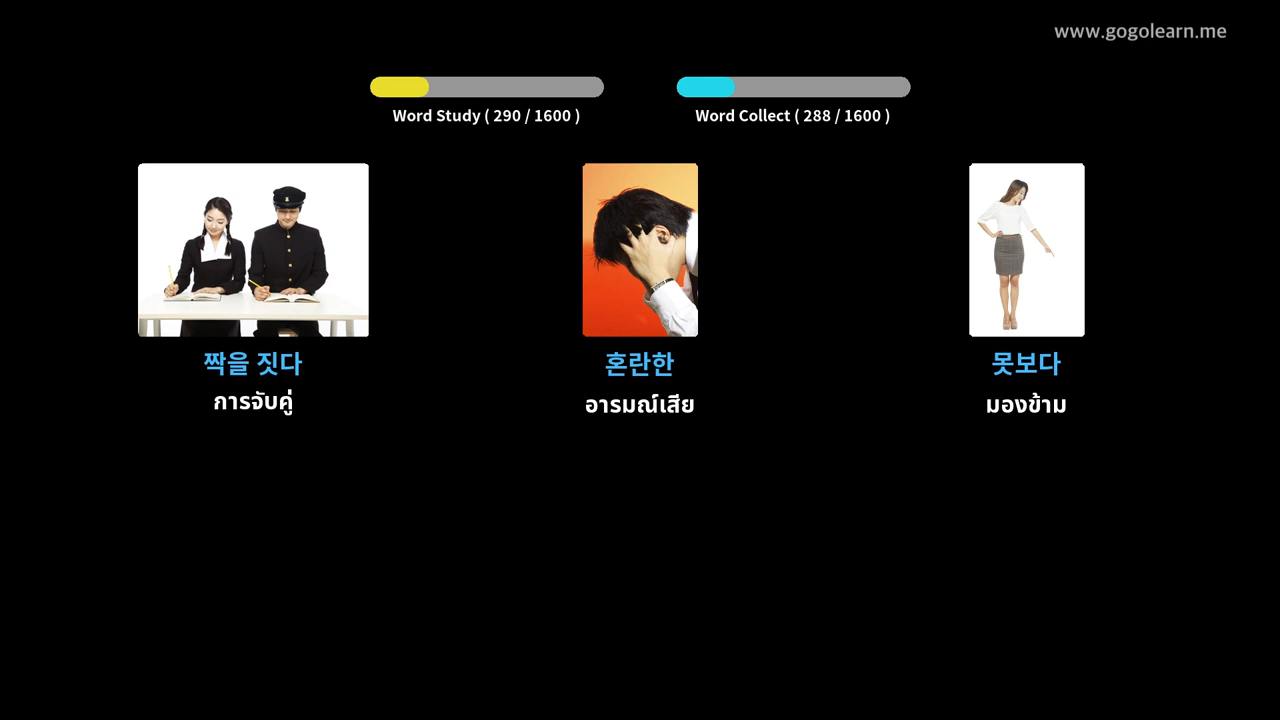 www.gogolearn.me
Word Study ( 290 / 1600 )
Word Collect ( 288 / 1600 )
짝을 짓다
การจับคู่
혼란한
อารมณ์เสีย
못보다
มองข้าม